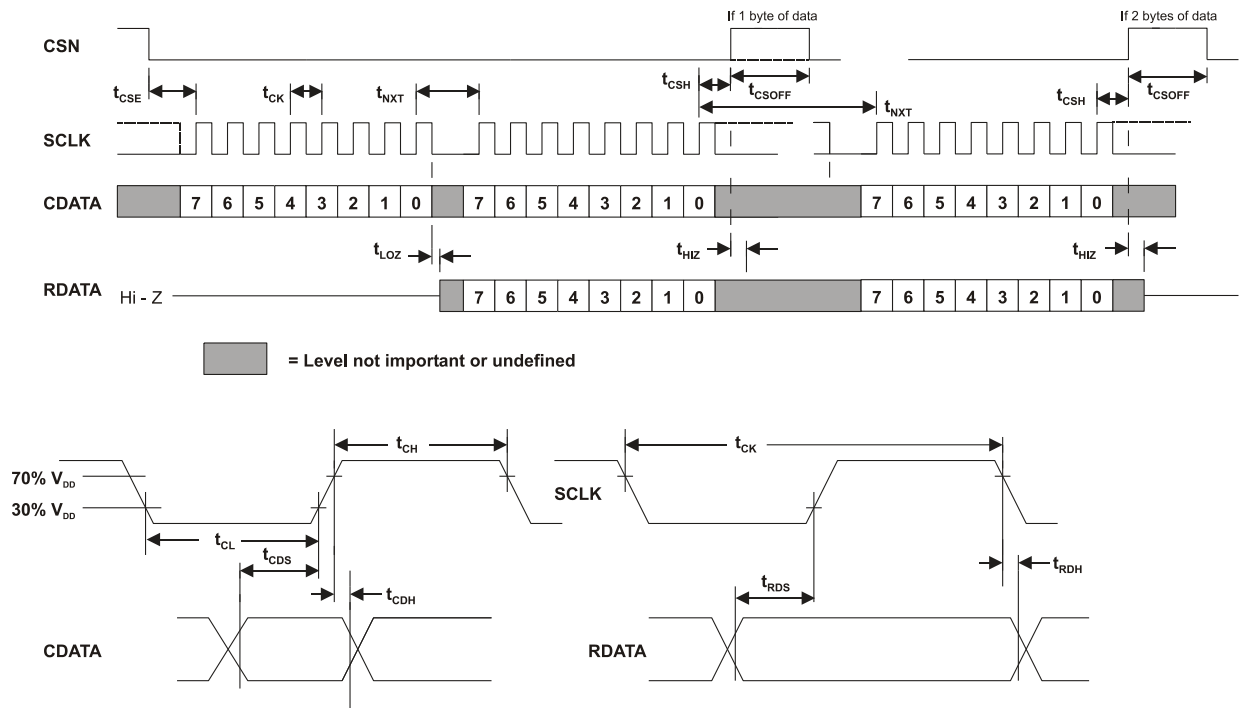 If 1 byte of data
If 2 bytes of data
CSN
tCSE
tCK
tNXT
tCSH
tCSOFF
tNXT
tCSH
tCSOFF
SCLK
CDATA
7 6 5 4 3 2 1 0
7 6 5 4 3 2 1 0
7 6 5 4 3 2 1 0
tLOZ
tHIZ
tHIZ
RDATA
Hi - Z
7 6 5 4 3 2 1 0
7 6 5 4 3 2 1 0
= Level not important or undefined
tCH
70% VDD
30% VDD
tCL
tCDS
tCDH
CDATA
tCK
SCLK
tRDS
tRDH
RDATA